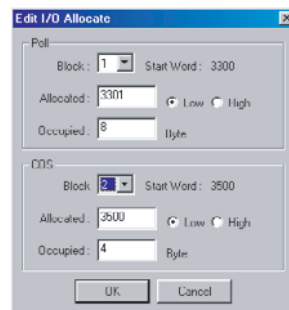 Edit I/O Allocate
Poll
Block : 1 Start Word : 3300
Allocated : 3301 Low High
Occupied : 8 Byte
COS
Block 2 Start Word : 3500
Allocated : 3500 Low High
Occupied : 4 Byte
OK Cancel